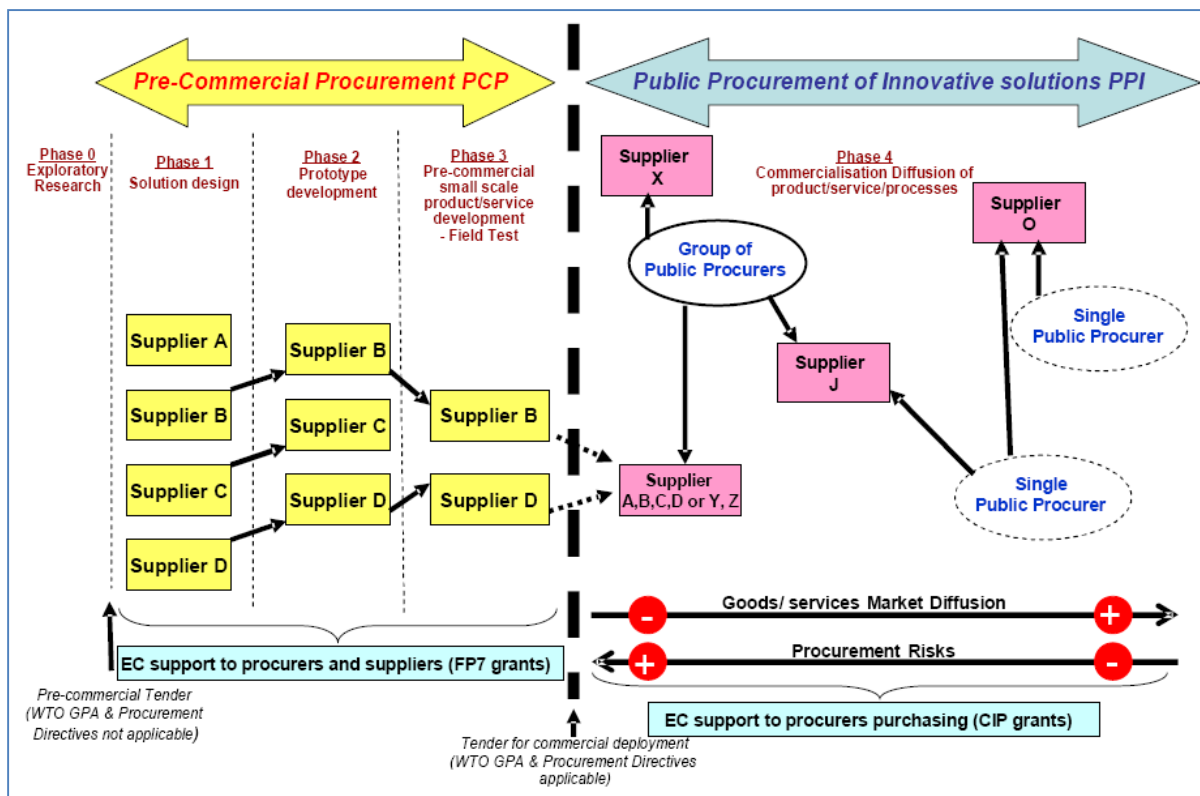 Pre-Commercial Procurement PCP
Public Procurement of Innovative solutions PPI
Phase 0
Exploratory
Research
Phase 1
Solution design
Phase 2
Prototype
development
Phase 3
Pre-commercial
small scale
product/service
development
- Field Test
Supplier
X
Phase 4
Commercialisation Diffusion of
product/service/processes
Supplier
O
Group of
Public Procurers
Single
Public Procurer
Supplier A
Supplier B
Supplier C
Supplier D
Supplier B
Supplier C
Supplier D
Supplier B
Supplier D
Supplier
J
Supplier
A,B,C,D or Y, Z
Single
Public Procurer
Goods/ services Market Diffusion
- +
Procurement Risks
+ -
EC support to procurers and suppliers (FP7 grants)
EC support to procurers purchasing (CIP grants)
Pre-commercial Tender
(WTO GPA & Procurement
Directives not applicable)
Tender for commercial deployment
(WTO GPA & Procurement Directives
applicable)